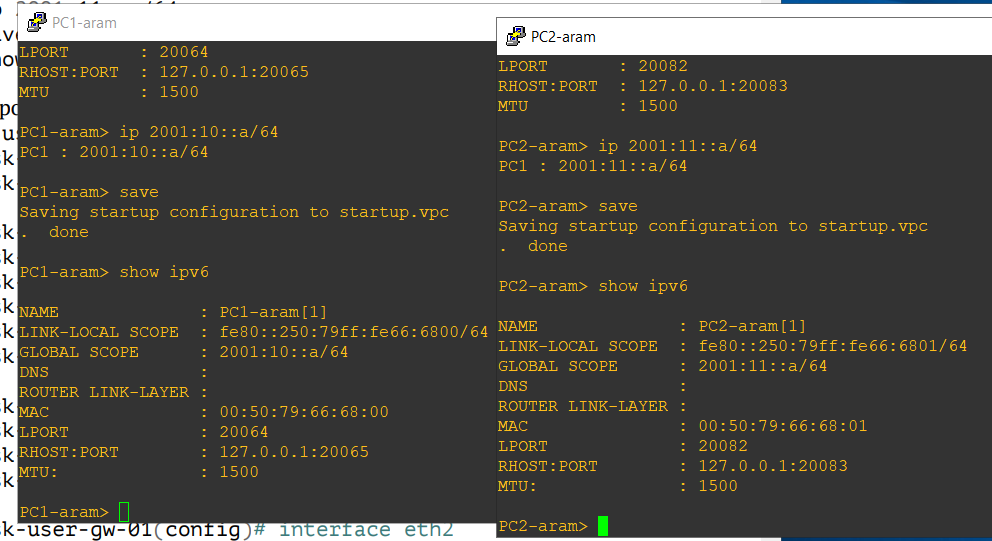 PC1-aram
LPORT : 20064
RHOST:PORT : 127.0.0.1:20065
MTU : 1500
PC1-aram> ip 2001:10::a/64
PC1 : 2001:10::a/64
PC1-aram> save
Saving startup configuration to startup.vpc
. done
PC1-aram> show ipv6
NAME : PC1-aram[1]
LINK-LOCAL SCOPE : fe80::250:79ff:fe66:6800/64
GLOBAL SCOPE : 2001:10::a/64
DNS :
ROUTER LINK-LAYER :
MAC : 00:50:79:66:68:00
LPORT : 20064
RHOST:PORT : 127.0.0.1:20065
MTU: : 1500
PC1-aram>
PC2-aram
LPORT : 20082
RHOST:PORT : 127.0.0.1:20083
MTU : 1500
PC2-aram> ip 2001:11::a/64
PC1 : 2001:11::a/64
PC2-aram> save
Saving startup configuration to startup.vpc
. done
PC2-aram> show ipv6
NAME : PC2-aram[1]
LINK-LOCAL SCOPE : fe80::250:79ff:fe66:6801/64
GLOBAL SCOPE : 2001:11::a/64
DNS :
ROUTER LINK-LAYER :
MAC : 00:50:79:66:68:01
LPORT : 20082
RHOST:PORT : 127.0.0.1:20083
MTU: : 1500
PC2-aram>
sk-user-gw-01(config)# interface eth2